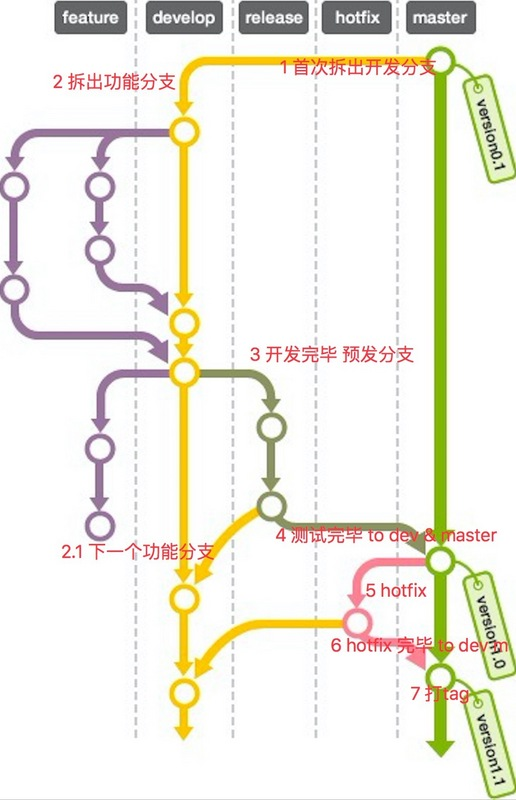 feature
develop
release
hotfix
master
1 首次拆出开发分支
2 拆出功能分支
version0.1
3 开发完毕 预发分支
4 测试完毕 to dev & master
2.1 下一个功能分支
5 hotfix
version1.0
6 hotfix 完毕 to dev m
7 打tag
version1.1